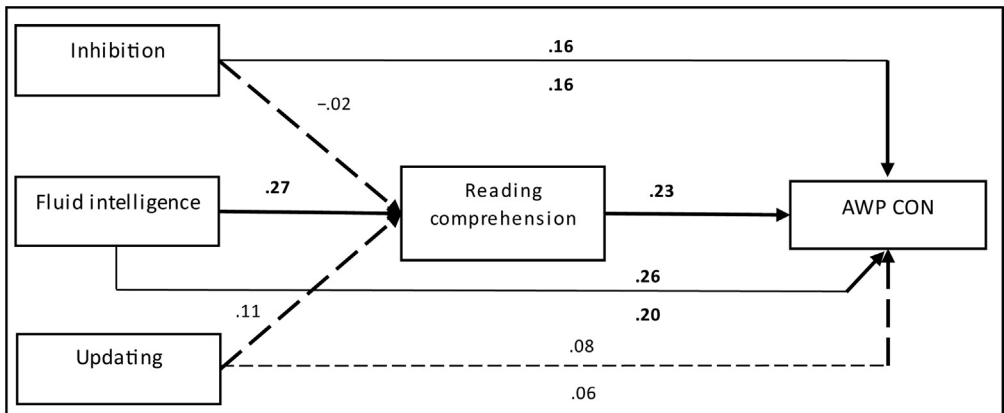 Inhibition
.16
.16
–.02
Fluid intelligence
.27
Reading
comprehension
.23
AWP CON
.26
.20
.11
Updating
.08
.06